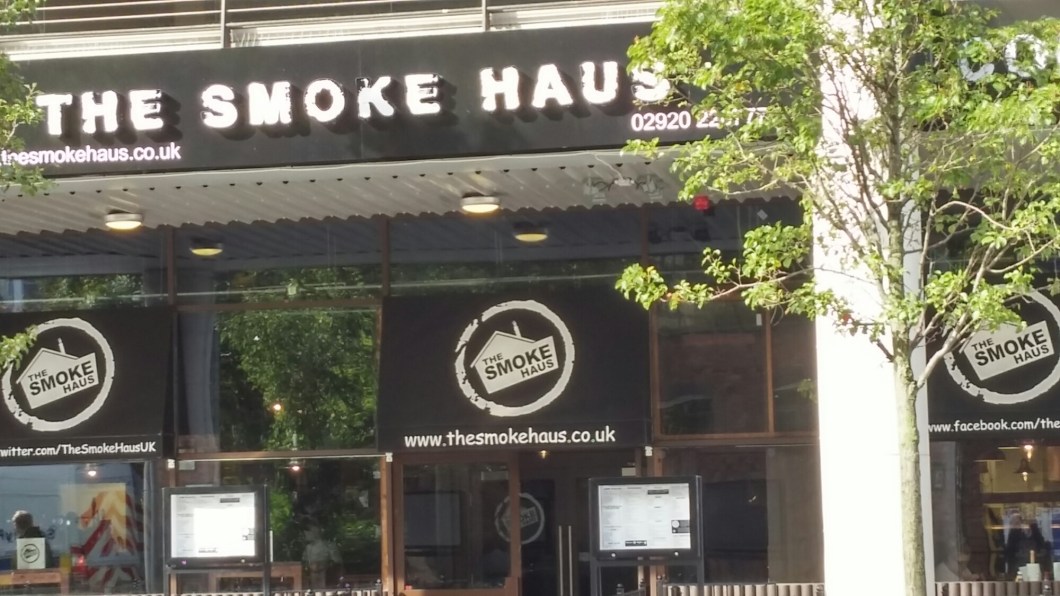 THE SMOKE HAUS
thesmokehaus.co.uk
02920
THE
SMOKE
HAUS
twitter.com/TheSmokeHausUK
THE
SMOKE
HAUS
www.thesmokehaus.co.uk
THE
SMOKE
HAUS
www.facebook.com/the